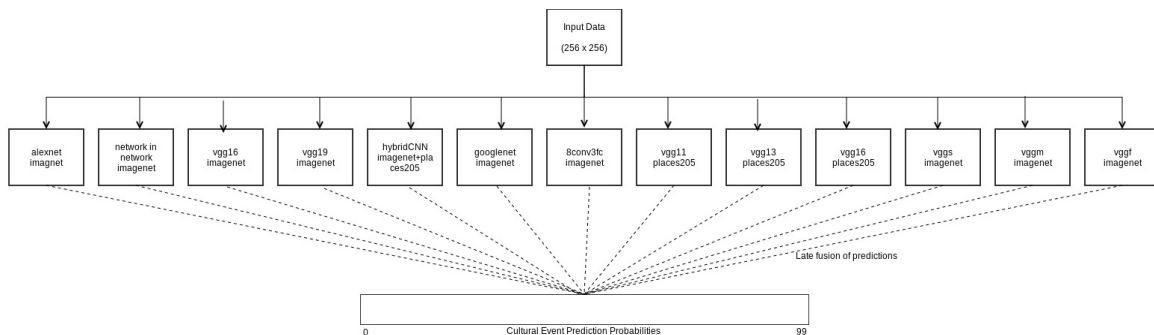 Input Data
(256 x 256)
alexnet
imagnet
network in
network
imagenet
vgg16
imagenet
vgg19
imagenet
hybridCNN
imagenet+pla
ces205
googlenet
imagenet
8conv3fc
imagenet
vgg11
places205
vgg13
places205
vgg16
places205
vggs
imagenet
vggm
imagenet
vggf
imagenet
Late fusion of predictions
0
Cultural Event Prediction Probabilities
99